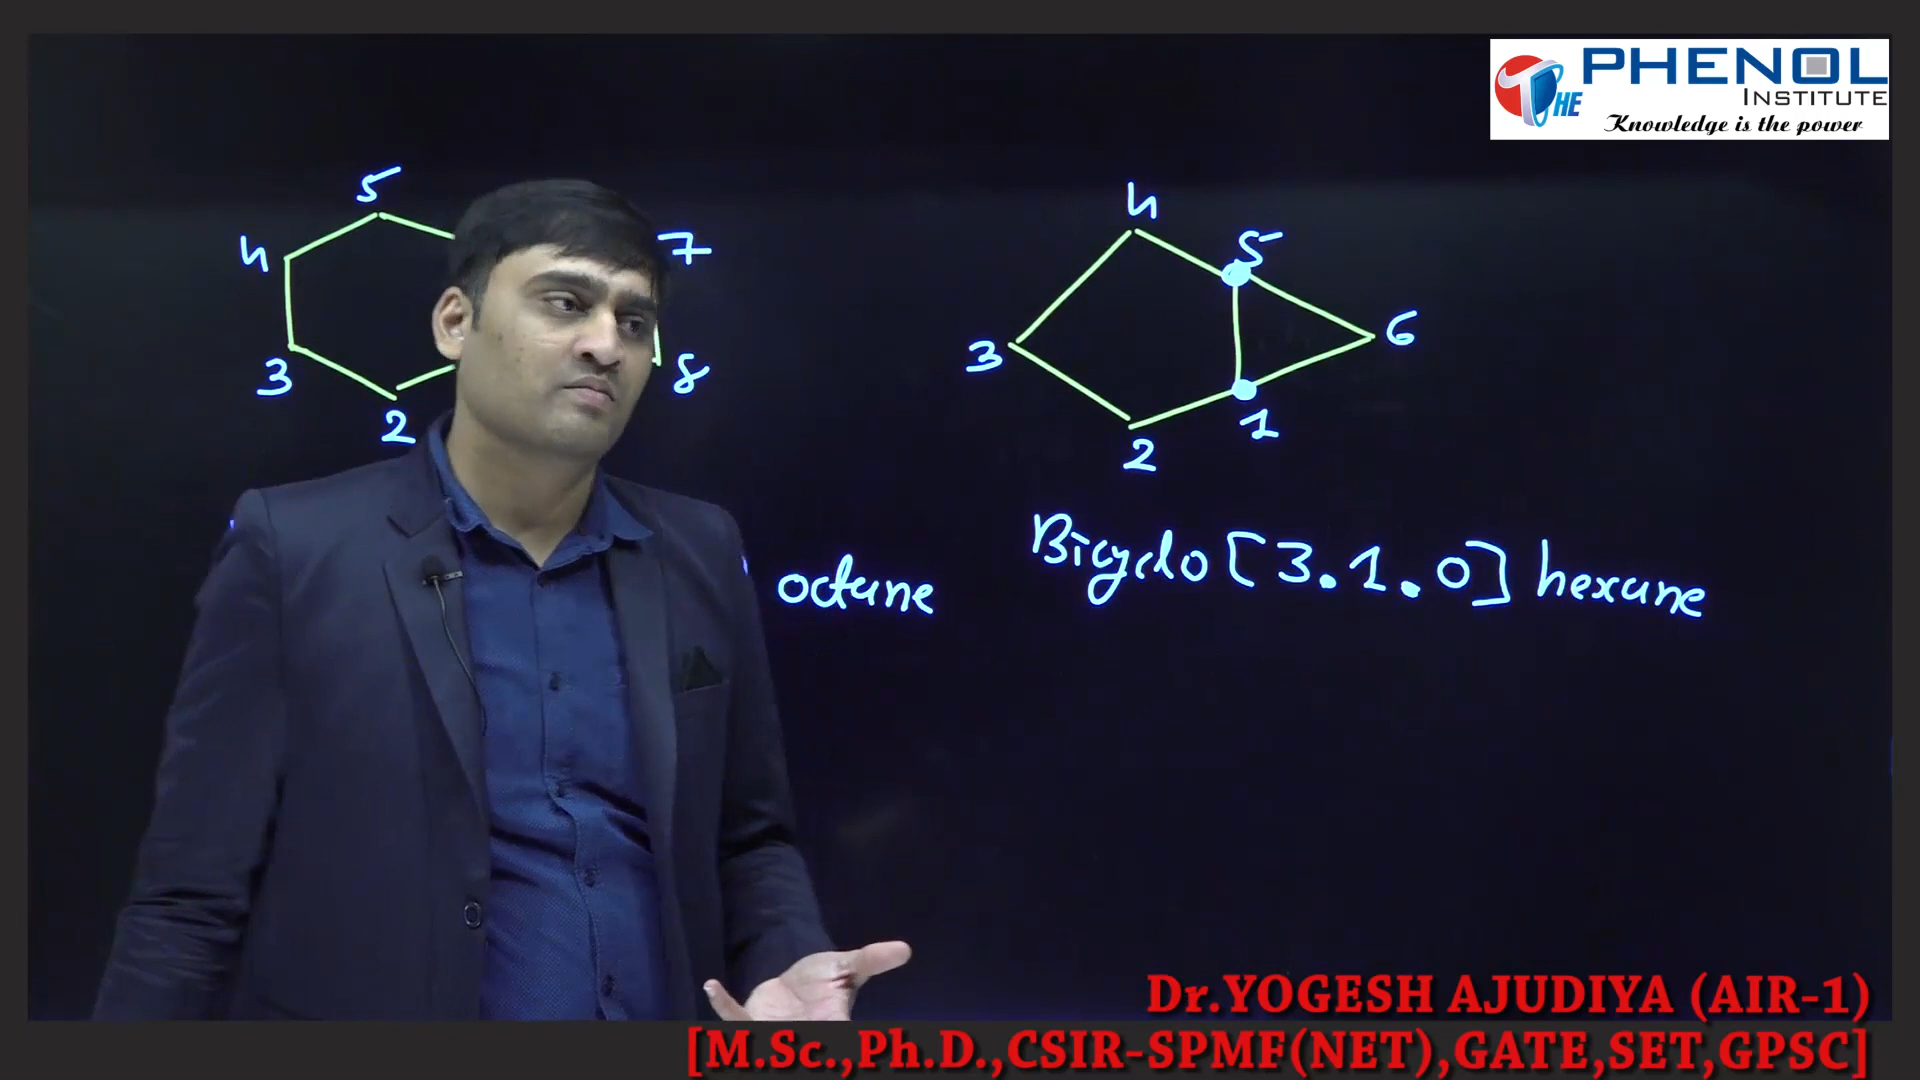 THE PHENOL
INSTITUTE
Knowledge is the power
5
4
7
3
8
2
4
5
3
6
1
2
octane
Bicyclo [3.1.0] hexane
Dr.YOGESH AJUDIYA (AIR-1)
[M.Sc.,Ph.D.,CSIR-SPMF(NET),GATE,SET,GPSC]